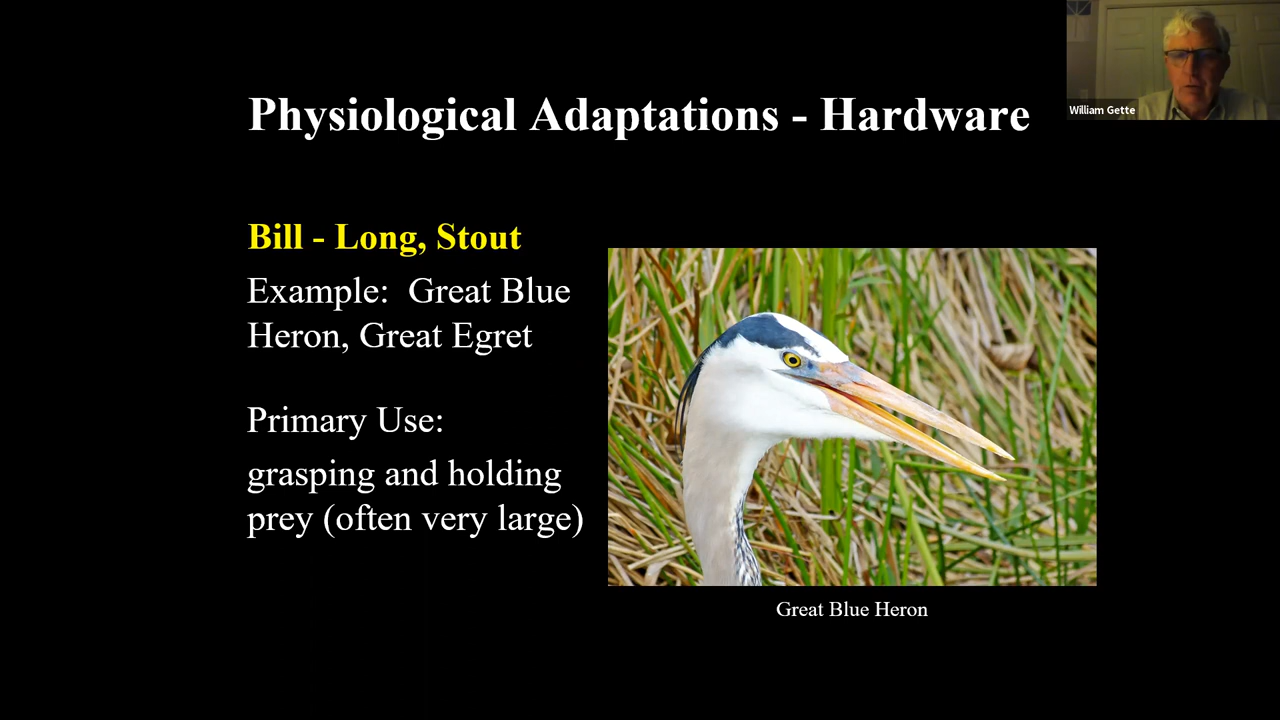 Physiological Adaptations - Hardware
William Gette
Bill - Long, Stout
Example:  Great Blue
Heron, Great Egret
Primary Use:
grasping and holding
prey (often very large)
Great Blue Heron